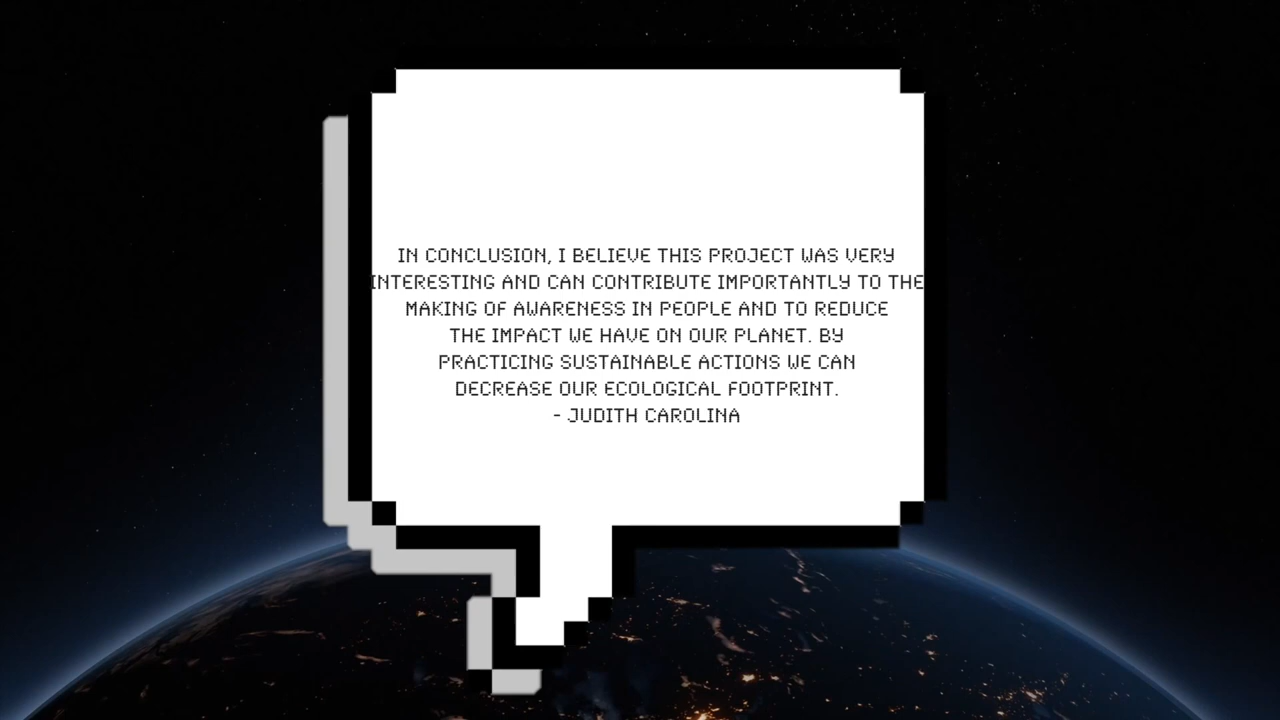 IN CONCLUSION, I BELIEVE THIS PROJECT WAS VERY
INTERESTING AND CAN CONTRIBUTE IMPORTANTLY TO THE
MAKING OF AWARENESS IN PEOPLE AND TO REDUCE
THE IMPACT WE HAVE ON OUR PLANET. BY
PRACTICING SUSTAINABLE ACTIONS WE CAN
DECREASE OUR ECOLOGICAL FOOTPRINT.
- JUDITH CAROLINA